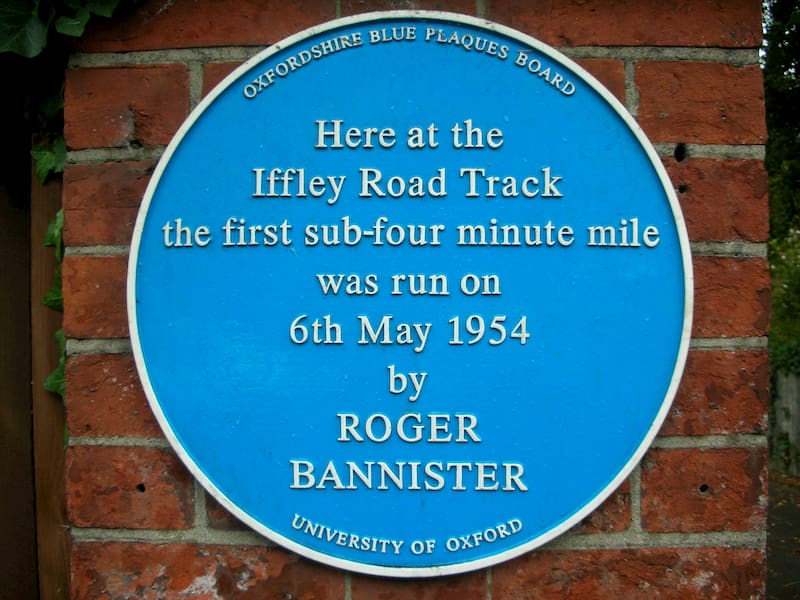 OXFORDSHIRE BLUE PLAQUES BOARD
Here at the
Iffley Road Track
the first sub-four minute mile
was run on
6th May 1954
by
ROGER
BANNISTER
UNIVERSITY OF OXFORD